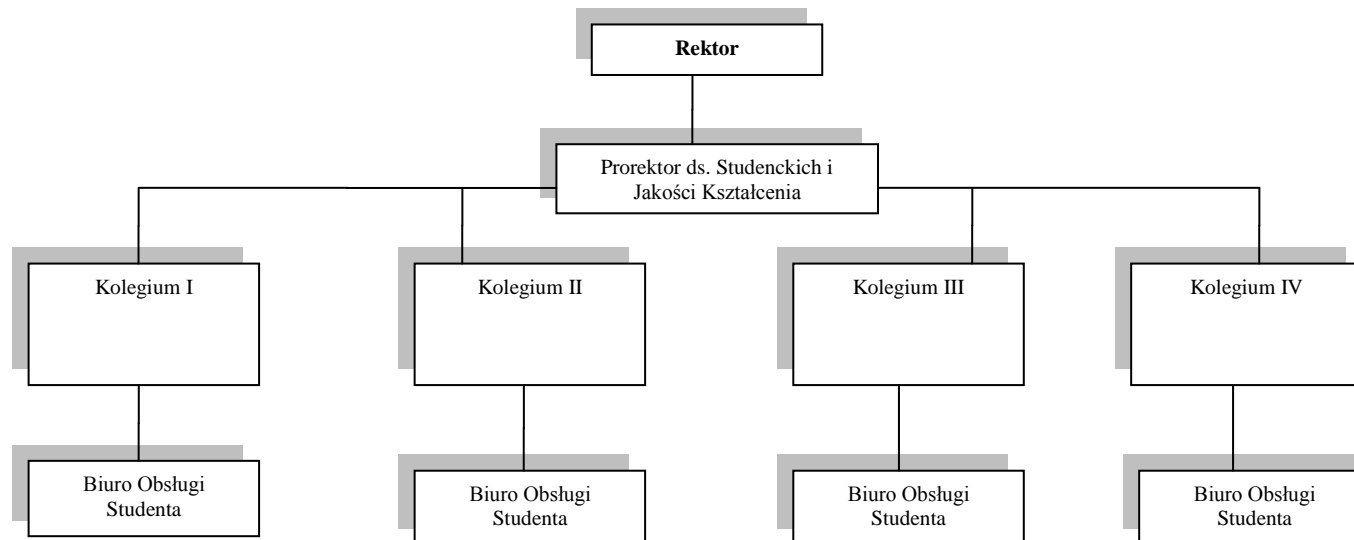 Rektor
Prorektor ds. Studenckich i
Jakości Kształcenia
Kolegium I
Kolegium II
Kolegium III
Kolegium IV
Biuro Obsługi
Studenta
Biuro Obsługi
Studenta
Biuro Obsługi
Studenta
Biuro Obsługi
Studenta